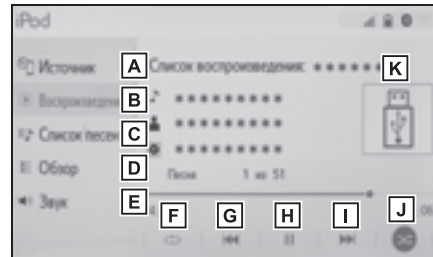 iPod
Источник A Список воспроизведения: ∗∗∗∗∗ K
Воспроизведение B ∗∗∗∗∗∗∗∗∗
Список песен C ∗∗∗∗∗∗∗∗∗
∗∗∗∗∗∗∗∗∗
Обзор D Песня 1 из 51
Звук E
F G H I J